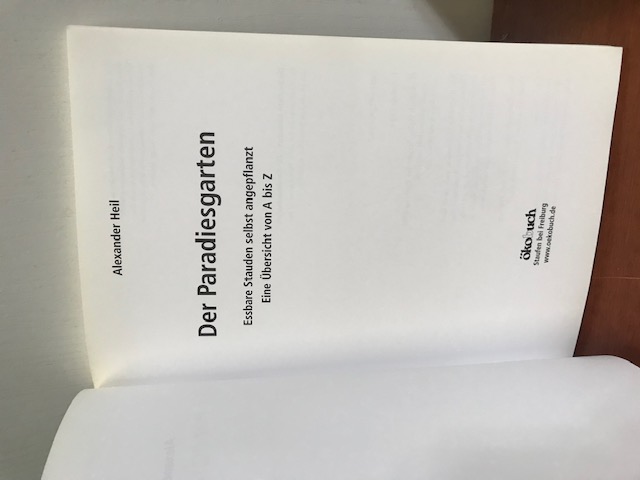 Alexander Heil
Der Paradiesgarten
Essbare Stauden selbst angepflanzt
Eine Übersicht von A bis Z
ökobuch
Staufen bei Freiburg
www.oekobuch.de